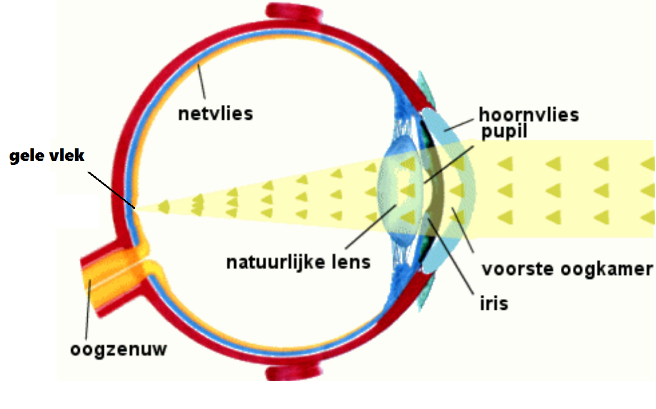 hoornvlies
pupil
netvlies
gele vlek
natuurlijke lens
voorste oogkamer
iris
oogzenuw